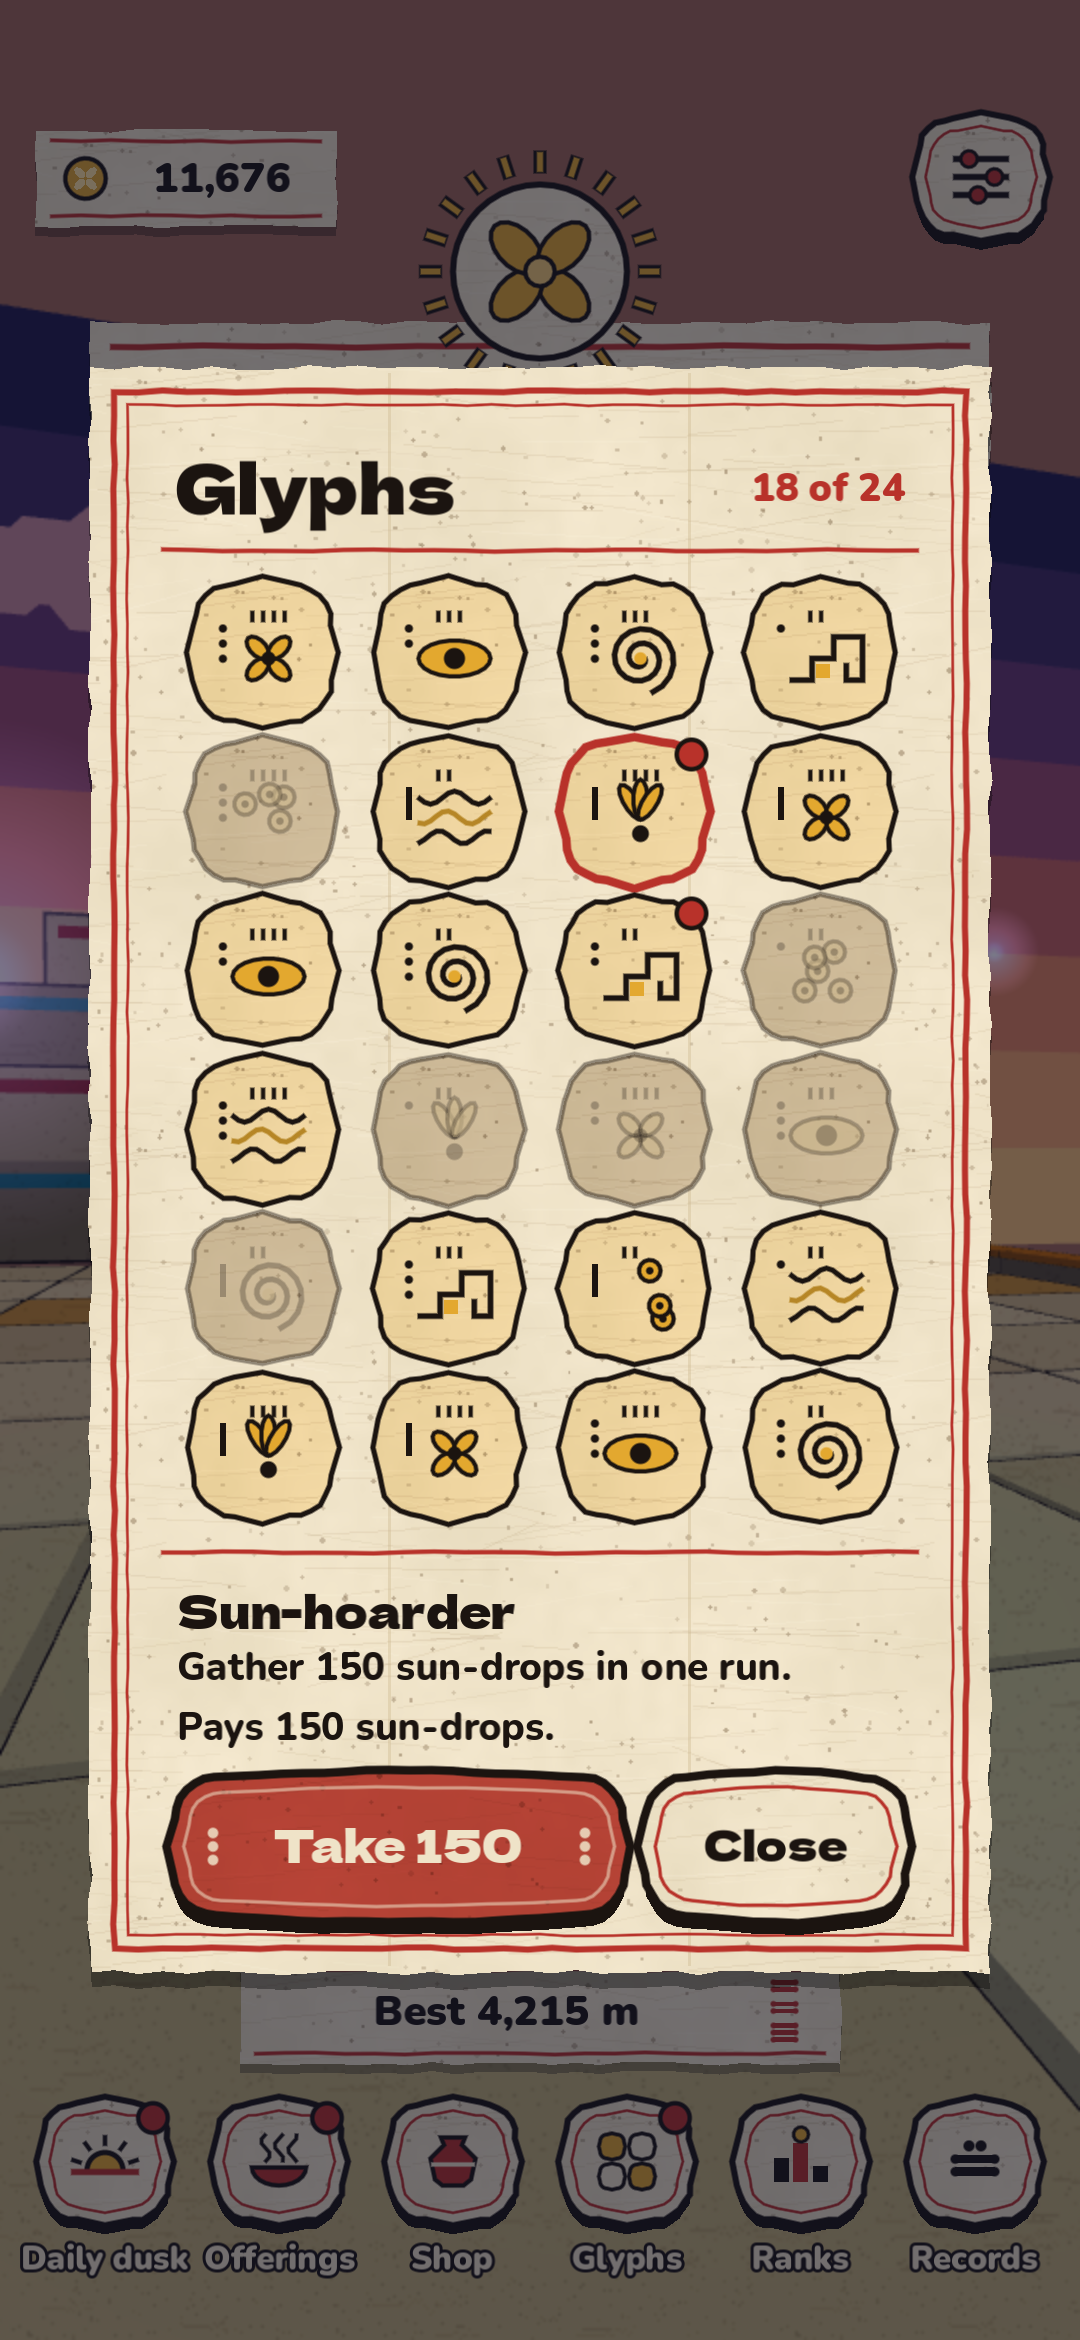 11,676
Glyphs
18 of 24
Sun-hoarder
Gather 150 sun-drops in one run.
Pays 150 sun-drops.
Take 150
Close
Best 4,215 m
Daily dusk
Offerings
Shop
Glyphs
Ranks
Records